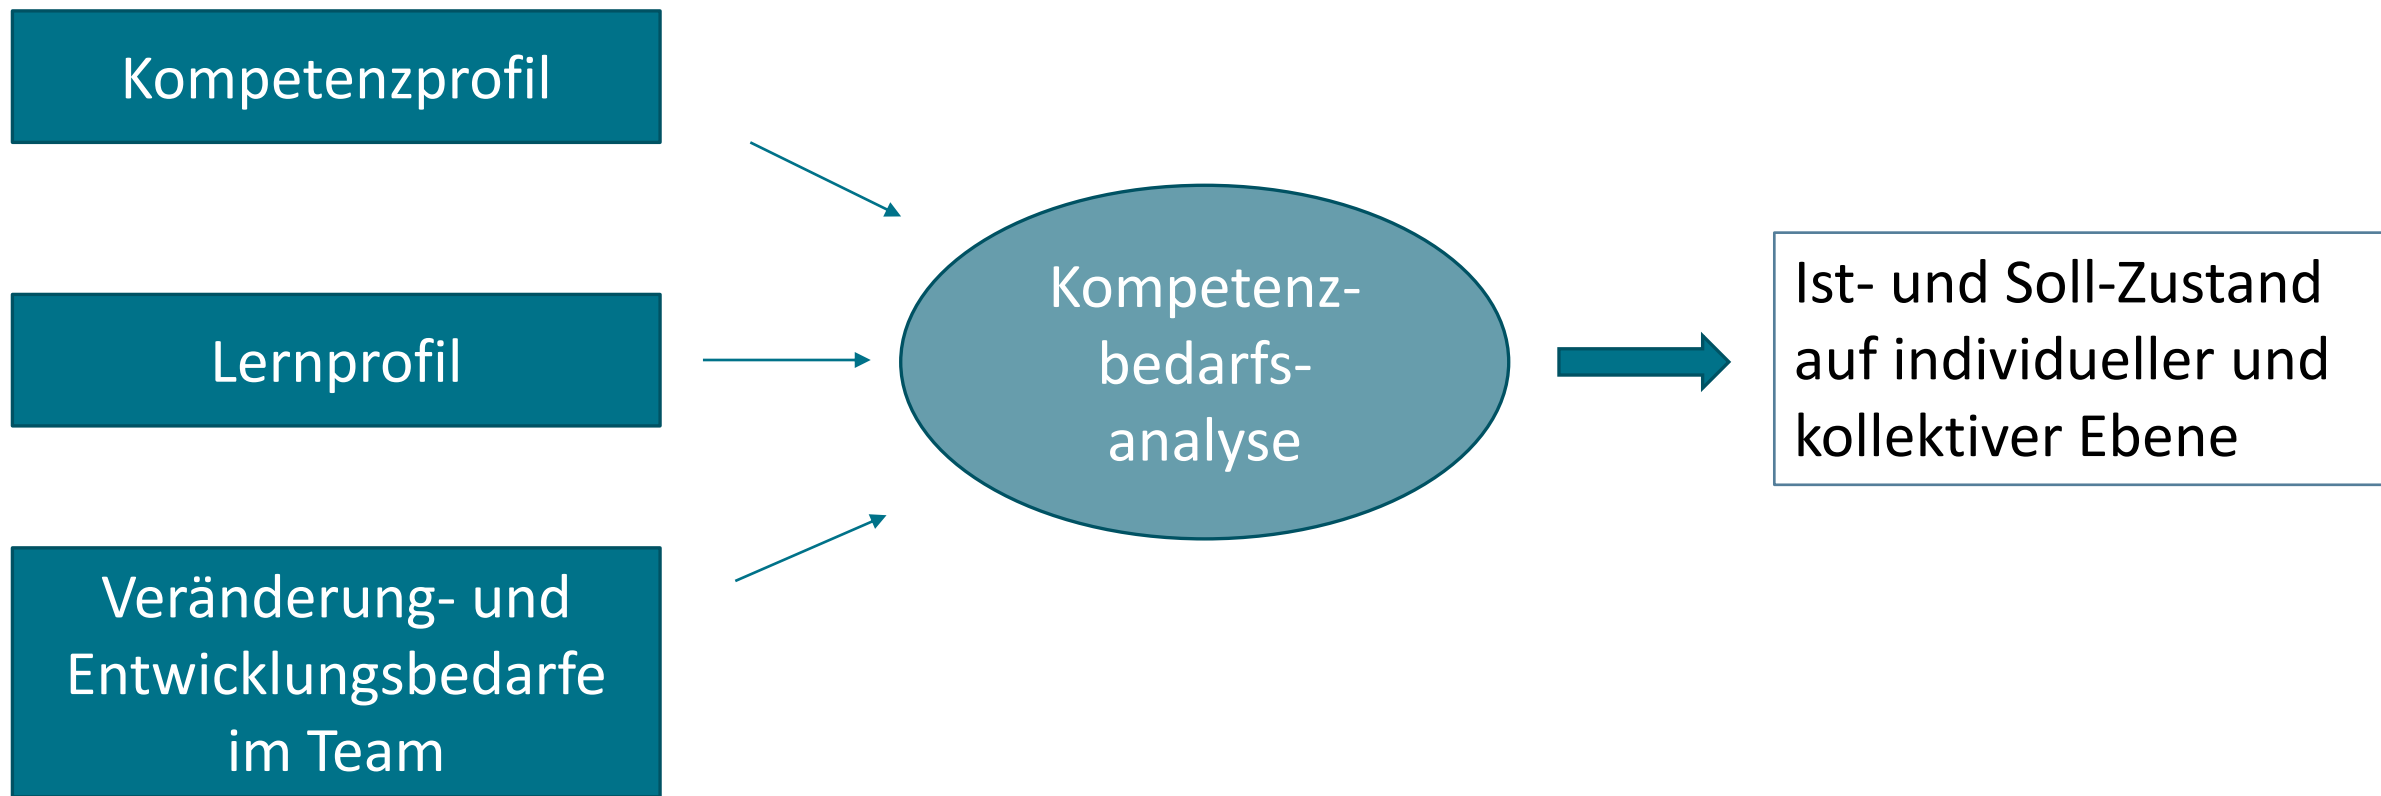 Kompetenzprofil
Lernprofil
Veränderung- und
Entwicklungsbedarfe
im Team
Kompetenz-
bedarfs-
analyse
Ist- und Soll-Zustand
auf individueller und
kollektiver Ebene